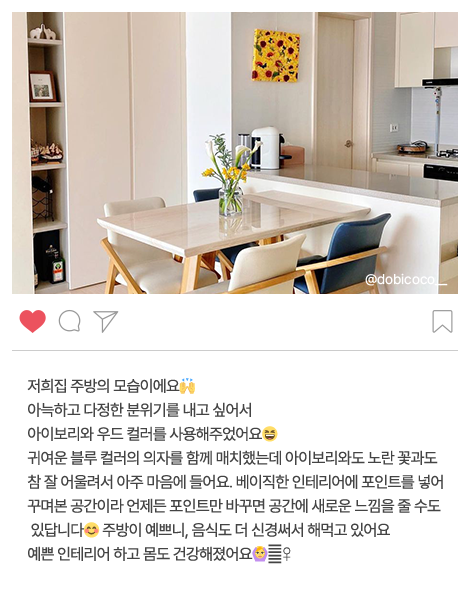 @dobicoco__
저희집 주방의 모습이에요🙌
아늑하고 다정한 분위기를 내고 싶어서
아이보리와 우드 컬러를 사용해주었어요😆
귀여운 블루 컬러의 의자를 함께 매치했는데 아이보리와도 노란 꽃과도
참 잘 어울려서 아주 마음에 들어요. 베이직한 인테리어에 포인트를 넣어
꾸며본 공간이라 언제든 포인트만 바꾸면 공간에 새로운 느낌을 줄 수도
있답니다😊 주방이 예쁘니, 음식도 더 신경써서 해먹고 있어요
예쁜 인테리어 하고 몸도 건강해졌어요🙆䷀♀